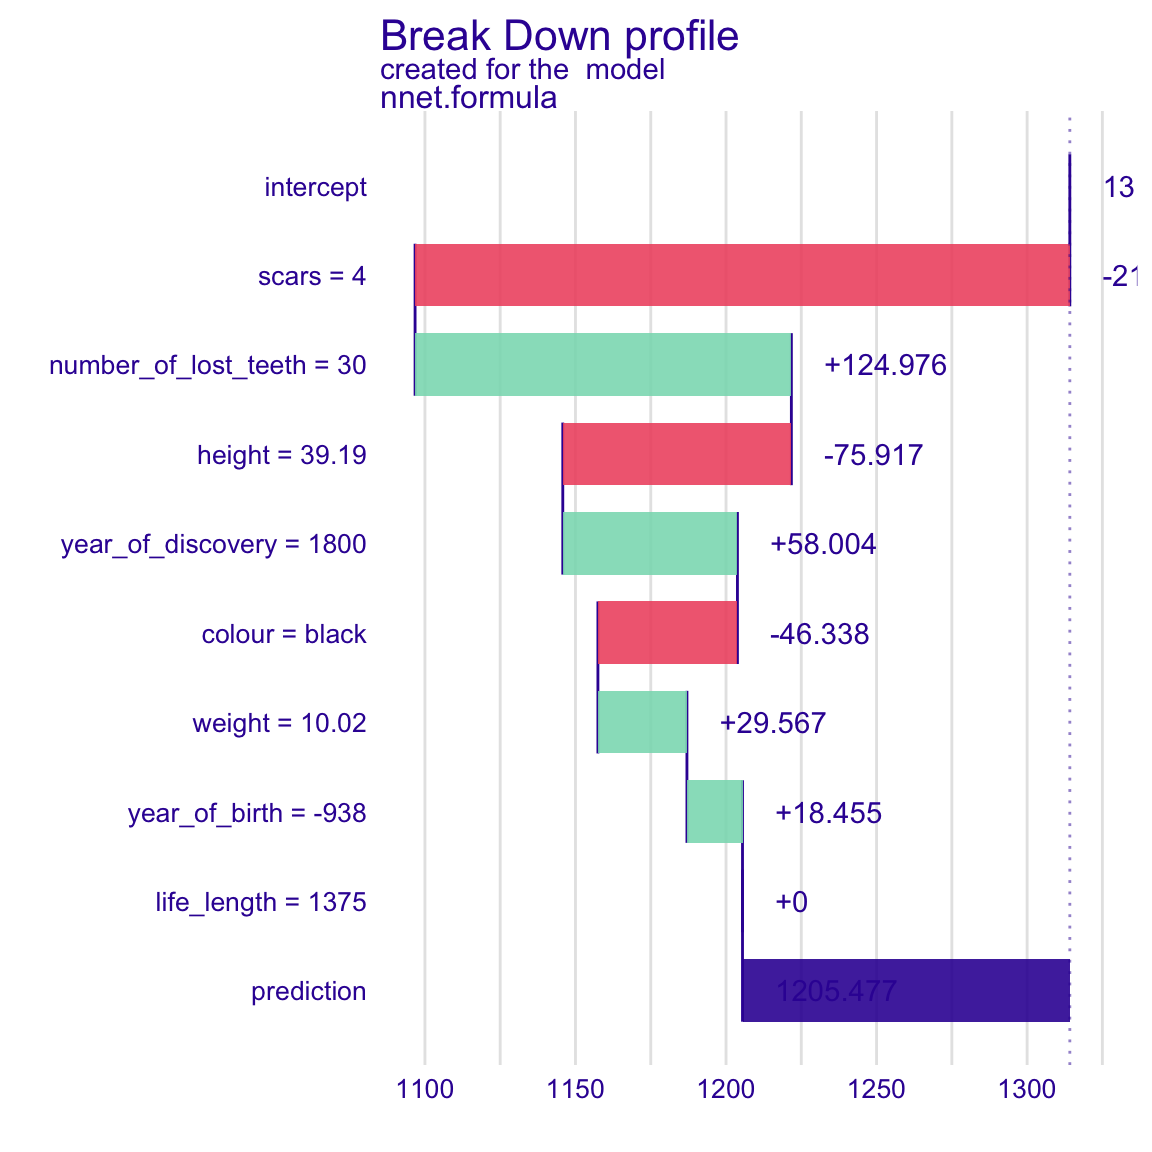 Break Down profile
created for the  model
nnet.formula
intercept 13
scars = 4 -21
number_of_lost_teeth = 30 +124.976
height = 39.19 -75.917
year_of_discovery = 1800 +58.004
colour = black -46.338
weight = 10.02 +29.567
year_of_birth = -938 +18.455
life_length = 1375 +0
prediction 1205.477
1100 1150 1200 1250 1300